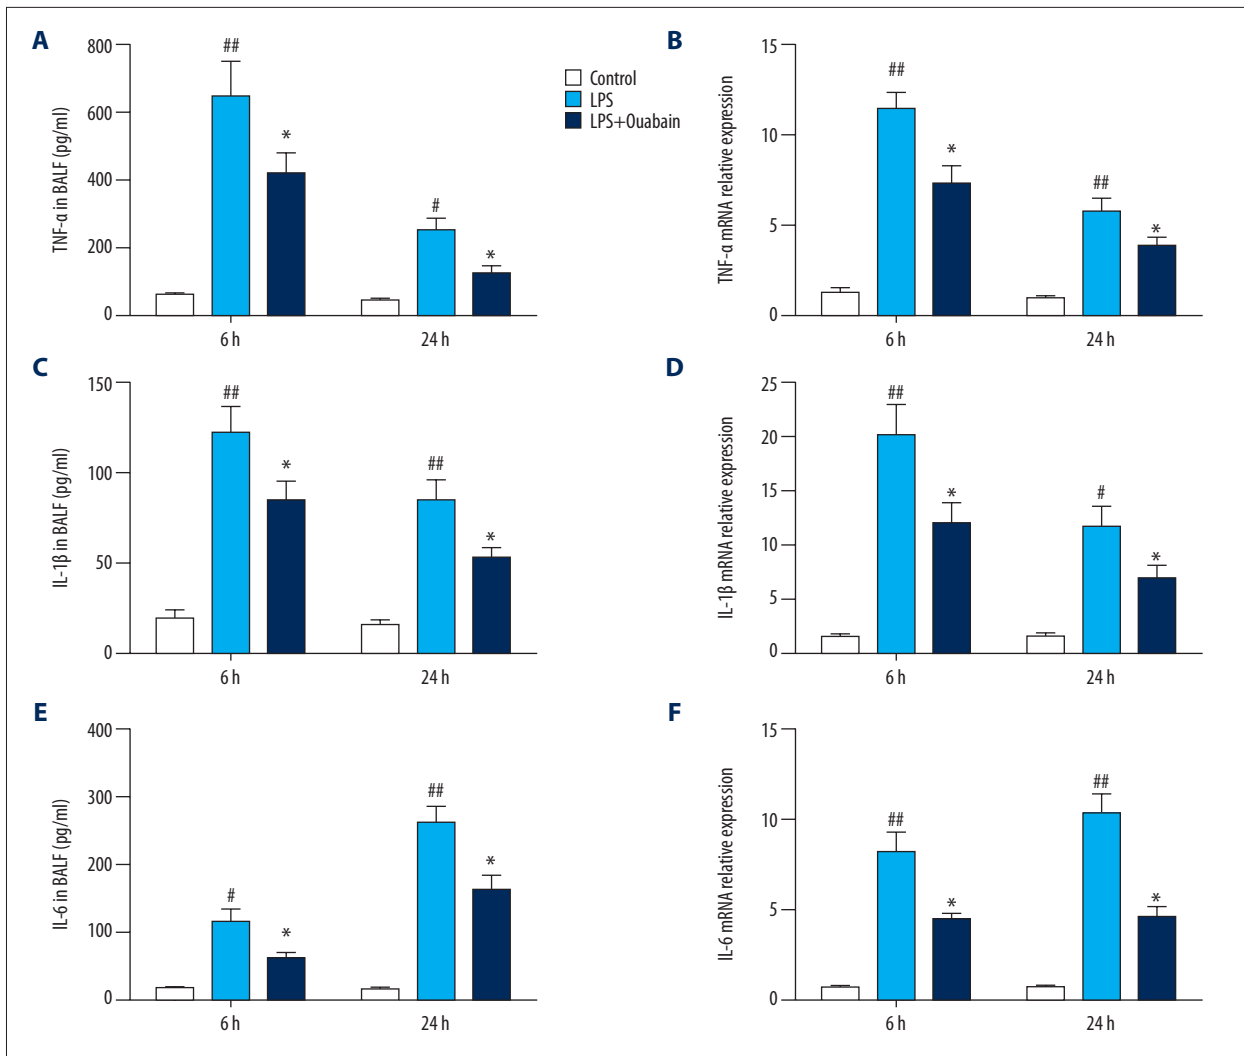 A
TNF-α in BALF (pg/ml)
800
600
400
200
0
##
*
#
*
6 h
24 h
Control
LPS
LPS+Ouabain
B
TNF-α mRNA relative expression
15
10
5
0
##
*
##
*
6 h
24 h
C
IL-1β in BALF (pg/ml)
150
100
50
0
##
*
##
*
6 h
24 h
D
IL-1β mRNA relative expression
25
20
15
10
5
0
##
*
#
*
6 h
24 h
E
IL-6 in BALF (pg/ml)
400
300
200
100
0
#
*
##
*
6 h
24 h
F
IL-6 mRNA relative expression
15
10
5
0
##
*
##
*
6 h
24 h